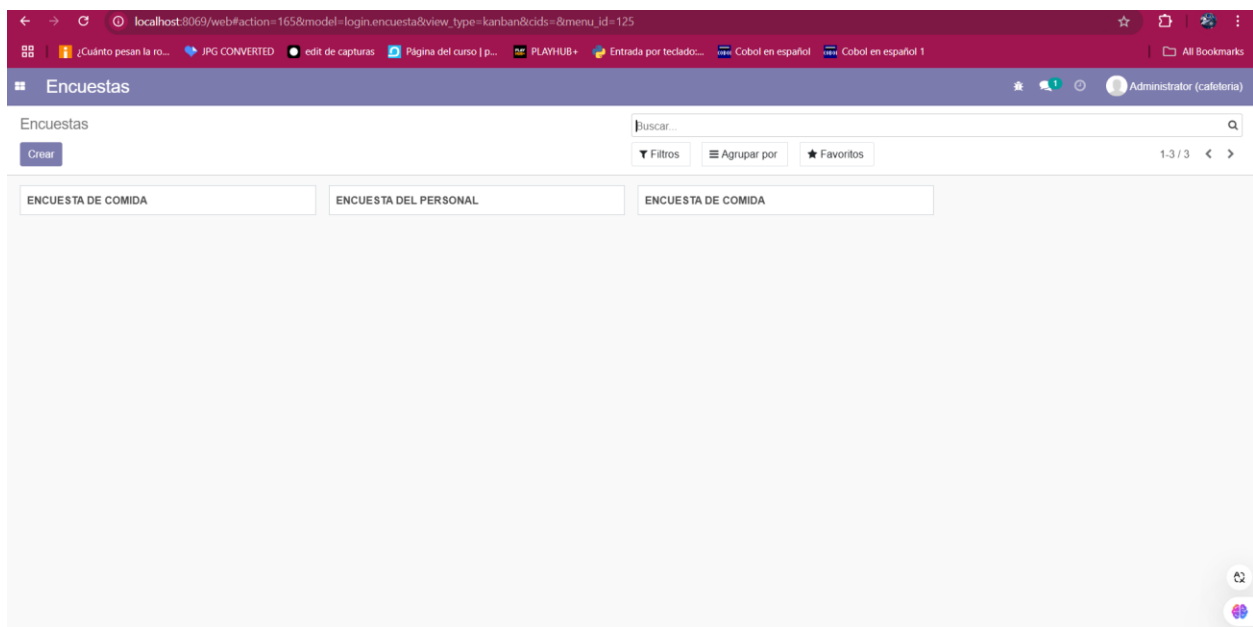 localhost:8069/web#action=165&model=login.encuesta&view_type=kanban&cids=&menu_id=125
¿Cuánto pesan la ro... JPG CONVERTED edit de capturas Página del curso | p... PLAYHUB+ Entrada por teclado:... Cobol en español Cobol en español 1 All Bookmarks
Encuestas 1 Administrator (cafeteria)
Encuestas Buscar...
Crear Filtros Agrupar por Favoritos 1-3 / 3
ENCUESTA DE COMIDA ENCUESTA DEL PERSONAL ENCUESTA DE COMIDA